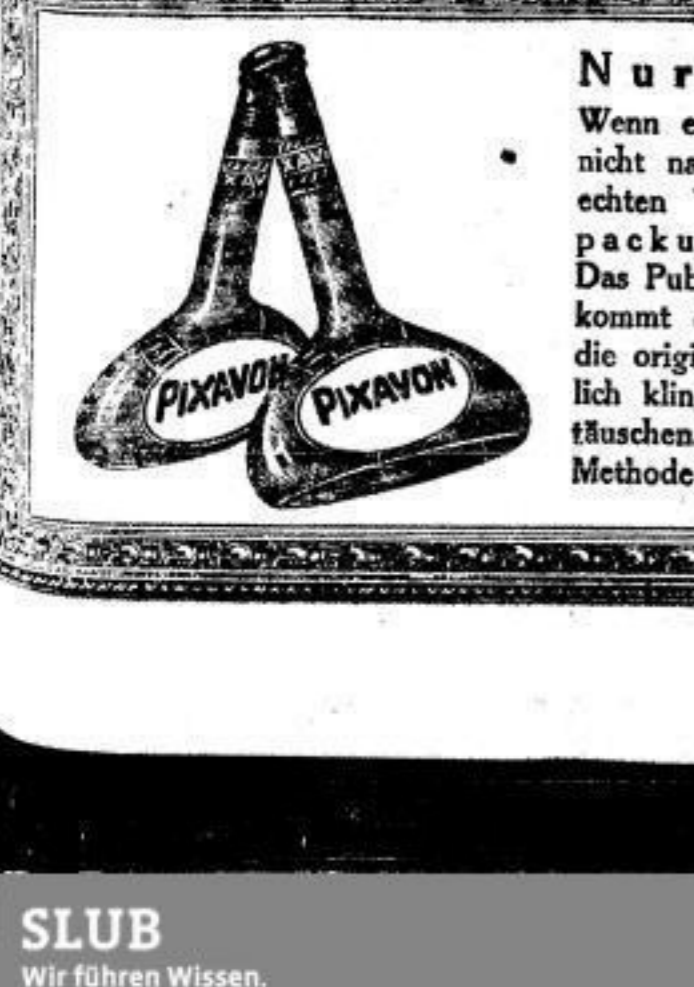 XAV
XAV
PIXAVON
PIXAVON
Nur
Wenn e
nicht na
echten
packu
Das Pub
kommt
die origi
lich klin
täuschen.
Methode
SLUB
Wir führen Wissen.